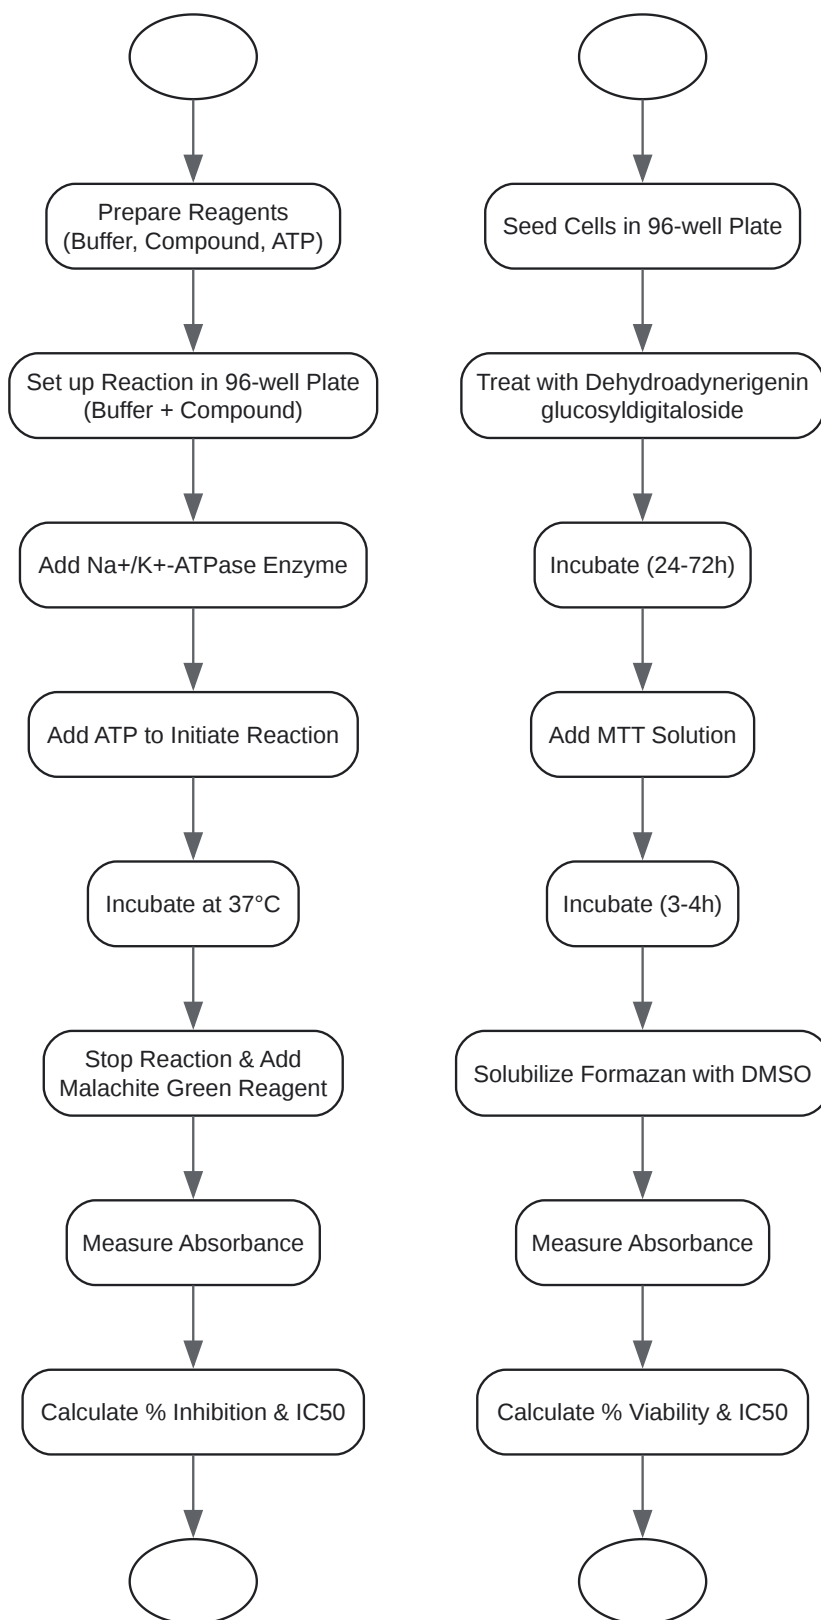 Prepare Reagents
(Buffer, Compound, ATP)
Set up Reaction in 96-well Plate
(Buffer + Compound)
Add Na+/K+-ATPase Enzyme
Add ATP to Initiate Reaction
Incubate at 37°C
Stop Reaction & Add
Malachite Green Reagent
Measure Absorbance
Calculate % Inhibition & IC50
Seed Cells in 96-well Plate
Treat with Dehydroadynerigenin
glucosyldigitaloside
Incubate (24-72h)
Add MTT Solution
Incubate (3-4h)
Solubilize Formazan with DMSO
Measure Absorbance
Calculate % Viability & IC50